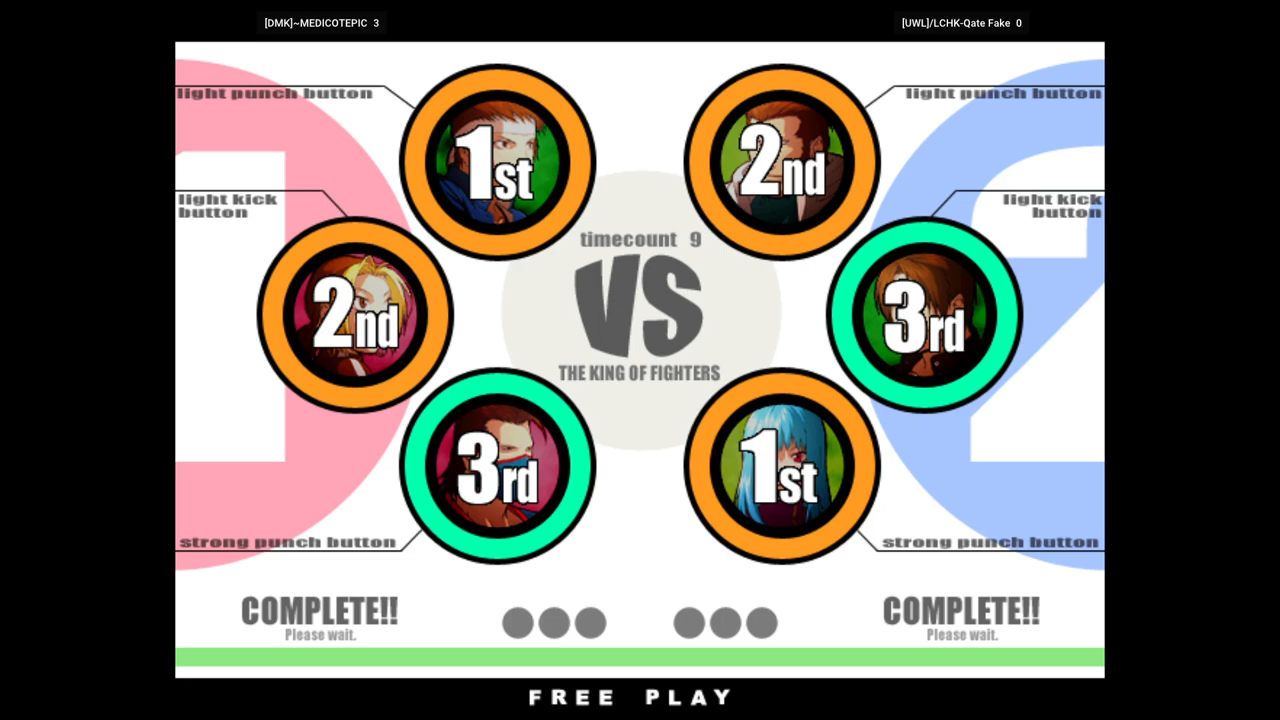 [DMK]~MEDICOTEPIC 3
[UWL]/LCHK-Qate Fake 0
light punch button
light punch button
1st
2nd
light kick
button
light kick
button
timecount 9
VS
THE KING OF FIGHTERS
2nd
3rd
3rd
1st
strong punch button
strong punch button
COMPLETE!!
Please wait.
COMPLETE!!
Please wait.
FREE PLAY